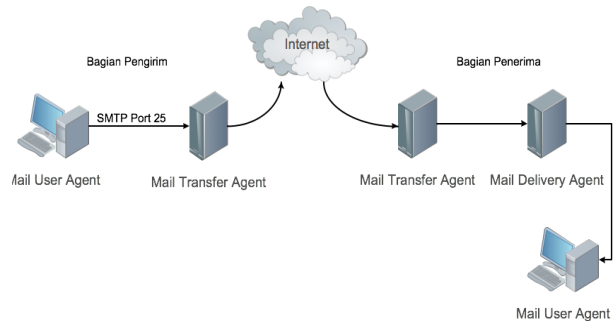 Internet
Bagian Pengirim
Bagian Penerima
SMTP Port 25
Mail User Agent
Mail Transfer Agent
Mail Transfer Agent
Mail Delivery Agent
Mail User Agent